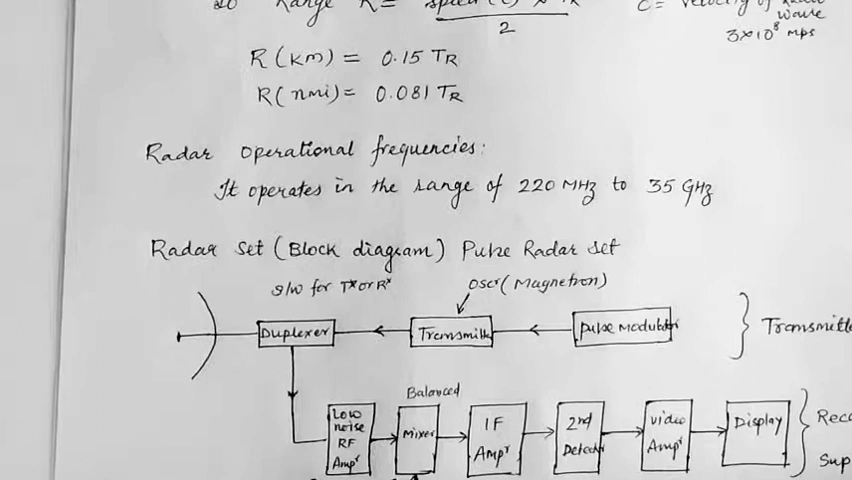 Range R =
C = Velocity of
wave
2
3×10⁸ mps
R (km) = 0.15 TR
R (nmi) = 0.081 TR
Radar Operational frequencies:
It operates in the range of 220 MHz to 35 GHz
Radar Set (Block diagram) Pulse Radar set
s/w for Tˣ or Rˣ
Oscr (Magnetron)
Duplexer
Transmitte
Pulse Modulator
Transmitte
Balanced
Low
noise
RF
Ampʳ
Mixer
IF
Ampʳ
2nd
Detector
Video
Ampʳ
Display
Rece
Sup